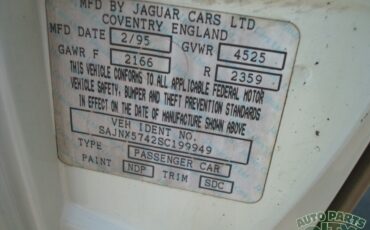 MFD BY JAGUAR CARS LTD
COVENTRY ENGLAND
MFD DATE 2/95 GVWR 4525
GAWR F 2166 R 2359
THIS VEHICLE CONFORMS TO ALL APPLICABLE FEDERAL MOTOR
VEHICLE SAFETY, BUMPER AND THEFT PREVENTION STANDARDS
IN EFFECT ON THE DATE OF MANUFACTURE SHOWN ABOVE
VEH IDENT NO.
SAJNX5742SC199949
TYPE PASSENGER CAR
PAINT NDP TRIM SDC
AUTO PARTS